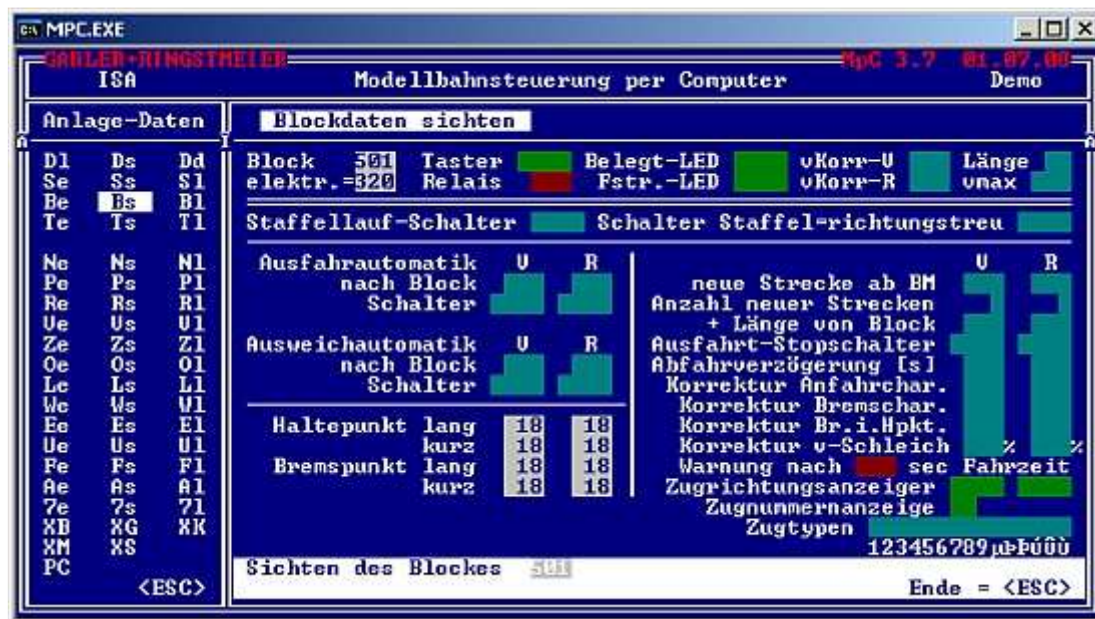 MPC.EXE
GAHLER+RINGSTMEIER MpC 3.7 01.07.00
ISA Modellbahnsteuerung per Computer Demo
Anlage-Daten Blockdaten sichten
A I A
Dl Ds Dd Block 501 Taster Belegt-LED vKorr-V Länge
Se Ss Sl elektr.=320 Relais Fstr.-LED vKorr-R vmax
Be Bs Bl
Te Ts Tl Staffellauf-Schalter Schalter Staffel=richtungstreu
Ne Ns Nl Ausfahrautomatik V R V R
Pe Ps Pl nach Block neue Strecke ab BM
Re Rs Rl Schalter Anzahl neuer Strecken
Ve Vs Vl + Länge von Block
Ze Zs Zl Ausweichautomatik V R Ausfahrt-Stopschalter
Oe Os Ol nach Block Abfahrverzögerung [s]
Le Ls Ll Schalter Korrektur Anfahrchar.
We Ws Wl Korrektur Bremschar.
Ee Es El Haltepunkt lang 18 18 Korrektur Br.i.Hpkt.
Ue Us Ul kurz 18 18 Korrektur v-Schleich % %
Fe Fs Fl Bremspunkt lang 18 18 Warnung nach sec Fahrzeit
Ae As Al kurz 18 18 Zugrichtungsanzeiger
7e 7s 7l Zugnummernanzeige
XB XG XK Zugtypen
XM XS 123456789µþÞÚÛÙ
PC Sichten des Blockes 501
<ESC> Ende = <ESC>